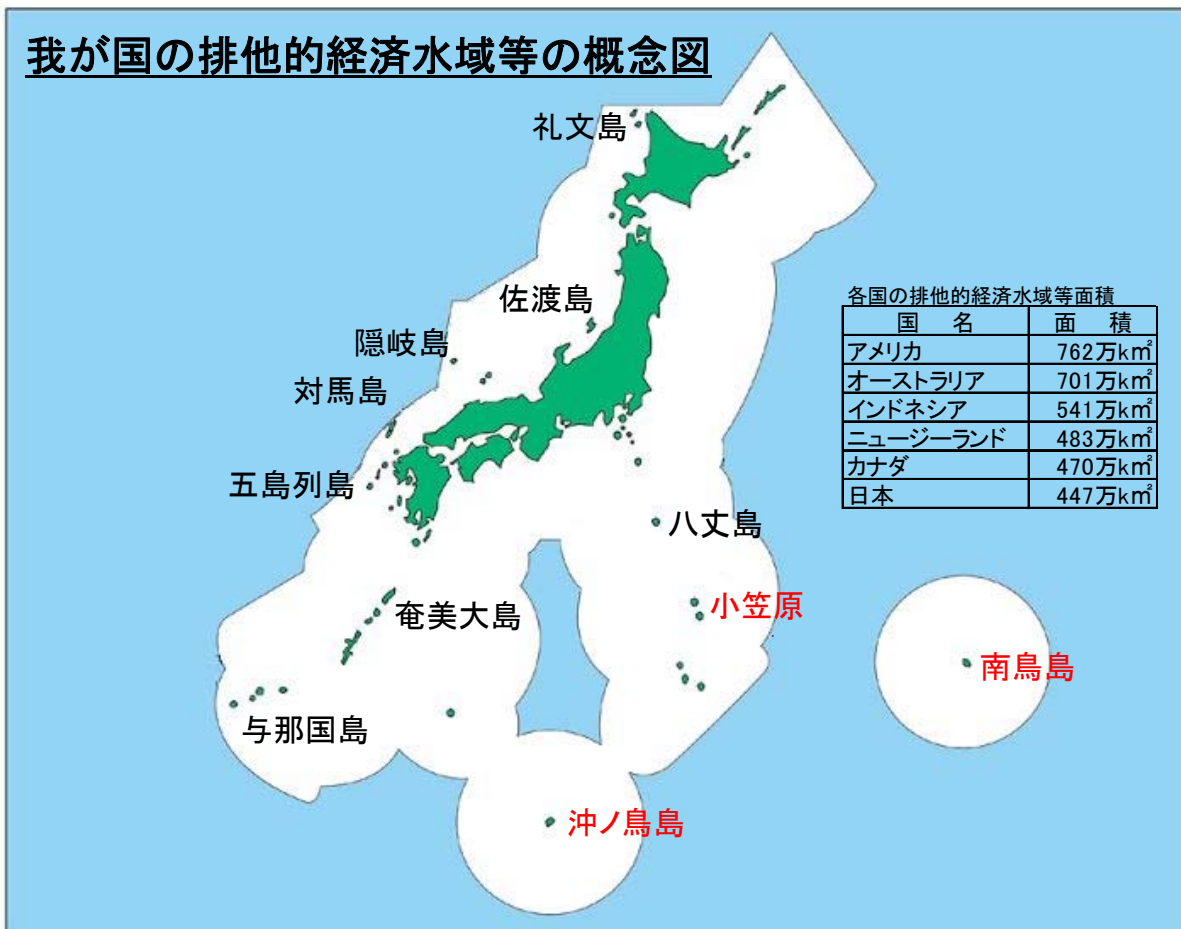 我が国の排他的経済水域等の概念図
礼文島
佐渡島
隠岐島
対馬島
五島列島
八丈島
小笠原
奄美大島
南鳥島
与那国島
沖ノ鳥島
各国の排他的経済水域等面積
国 名 面 積
アメリカ 762万k㎡
オーストラリア 701万k㎡
インドネシア 541万k㎡
ニュージーランド 483万k㎡
カナダ 470万k㎡
日本 447万k㎡